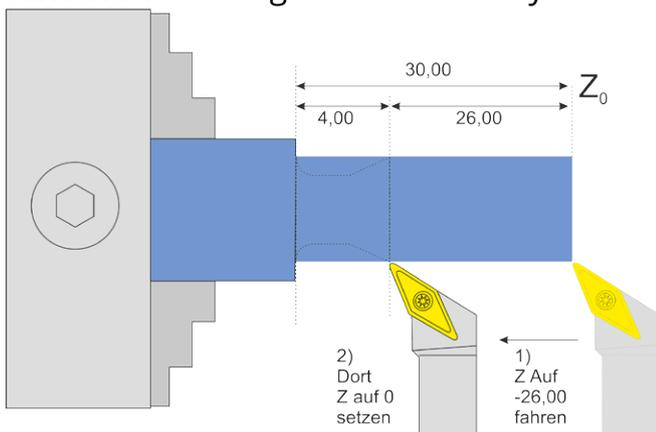 30,00
Z0
4,00
26,00
2)
Dort
Z auf 0
setzen
1)
Z Auf
-26,00
fahren